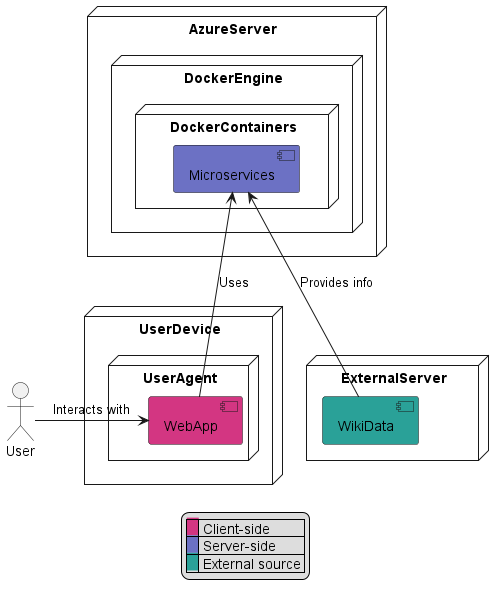 AzureServer
DockerEngine
DockerContainers
Microservices
Uses
Provides info
UserDevice
UserAgent
ExternalServer
Interacts with
WebApp
WikiData
User
Client-side
Server-side
External source